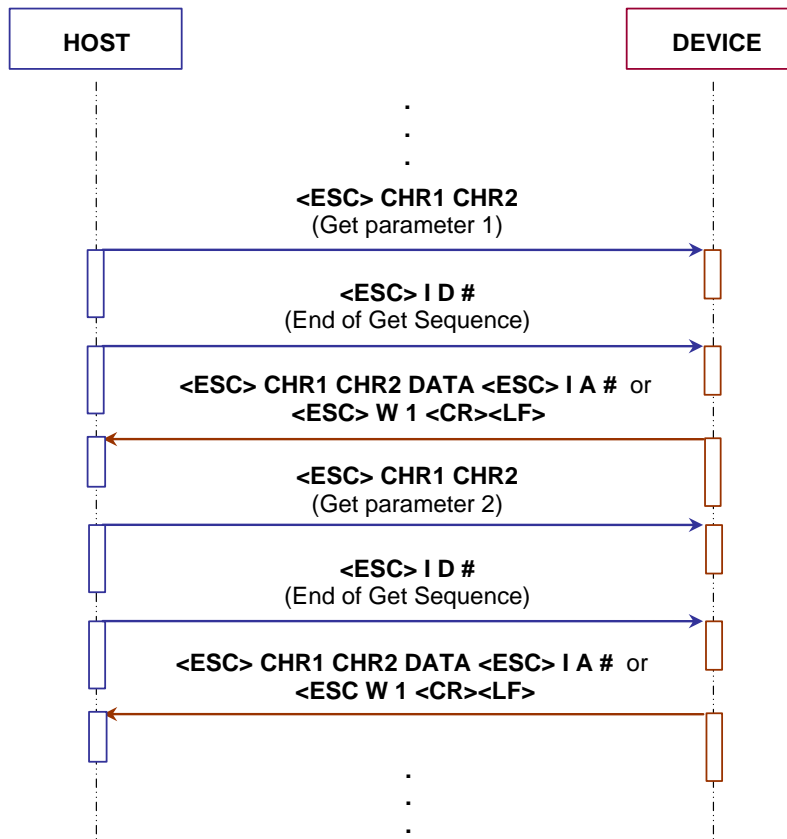 HOST
DEVICE
.
.
.
<ESC> CHR1 CHR2
(Get parameter 1)
<ESC> I D #
(End of Get Sequence)
<ESC> CHR1 CHR2 DATA <ESC> I A # or
<ESC> W 1 <CR><LF>
<ESC> CHR1 CHR2
(Get parameter 2)
<ESC> I D #
(End of Get Sequence)
<ESC> CHR1 CHR2 DATA <ESC> I A # or
<ESC W 1 <CR><LF>
.
.
.